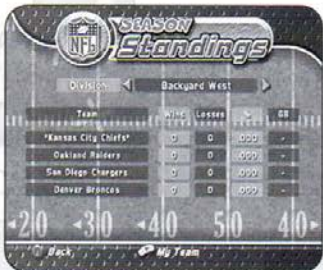 NFL
SEASON
Standings
Division Backyard West
Team Wins Losses % GB
*Kansas City Chiefs* 0 0 .000 -
Oakland Raiders 0 0 .000 -
San Diego Chargers 0 0 .000 -
Denver Broncos 0 0 .000 -
20 30 40 50 40
Back My Team